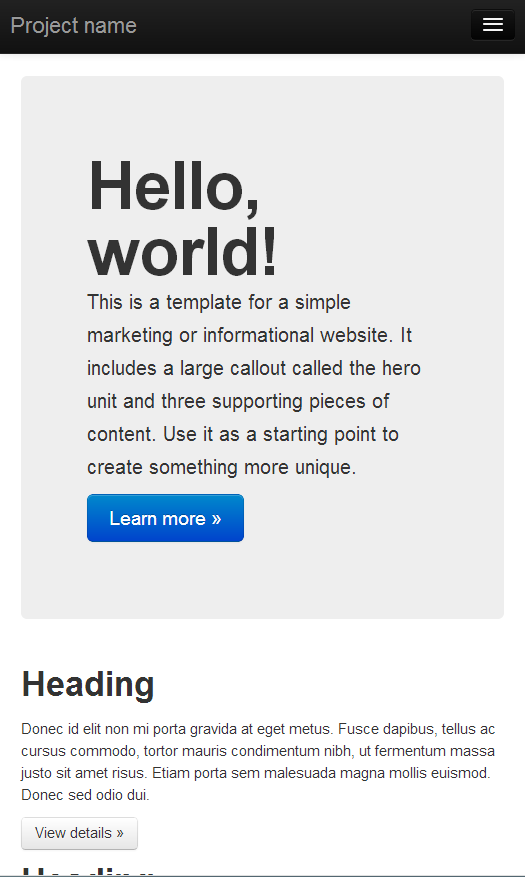 Project name
Hello,
world!
This is a template for a simple
marketing or informational website. It
includes a large callout called the hero
unit and three supporting pieces of
content. Use it as a starting point to
create something more unique.
Learn more »
Heading
Donec id elit non mi porta gravida at eget metus. Fusce dapibus, tellus ac
cursus commodo, tortor mauris condimentum nibh, ut fermentum massa
justo sit amet risus. Etiam porta sem malesuada magna mollis euismod.
Donec sed odio dui.
View details »
Heading